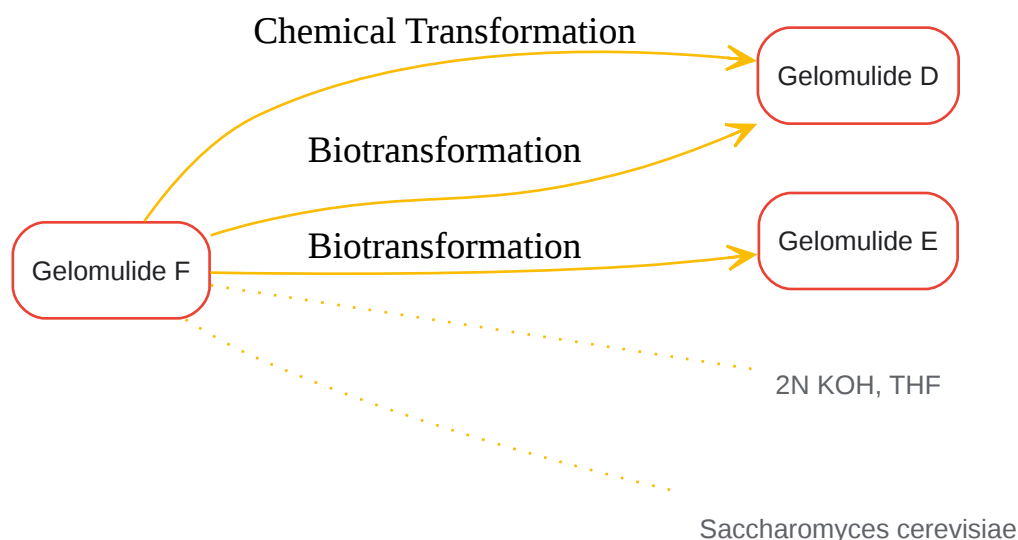 Chemical Transformation
Gelomulide D
Biotransformation
Biotransformation
Gelomulide E
Gelomulide F
2N KOH, THF
Saccharomyces cerevisiae